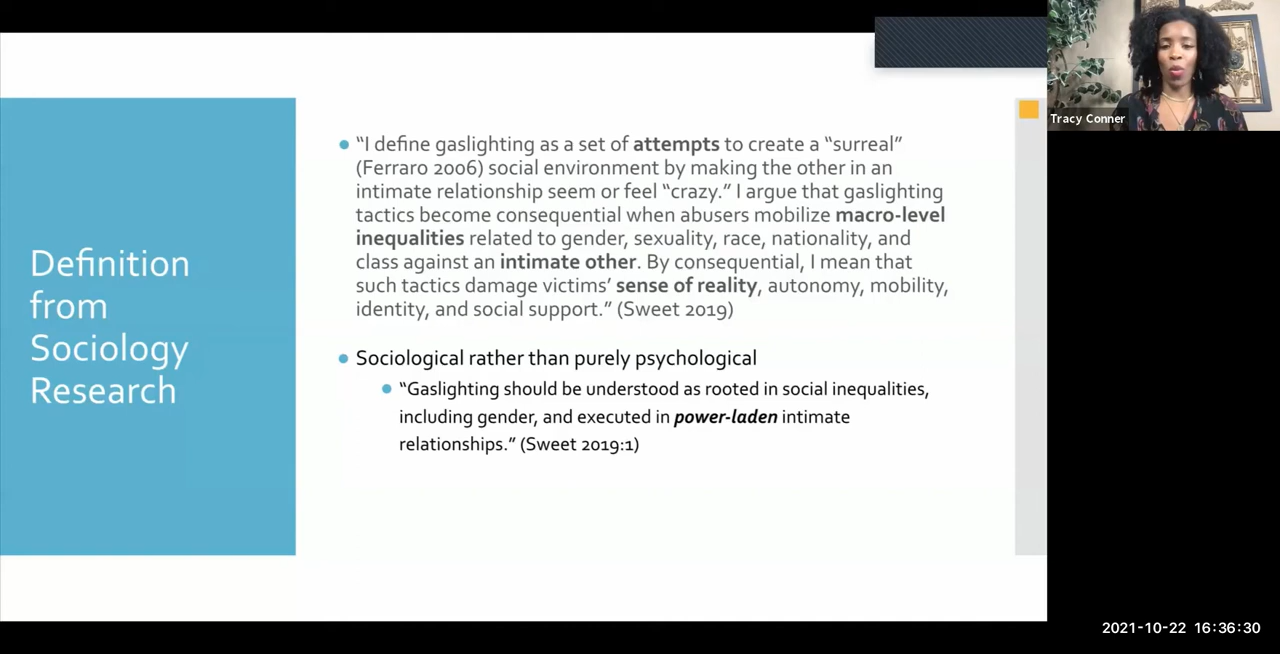 Tracy Conner
Definition
from
Sociology
Research
“I define gaslighting as a set of attempts to create a “surreal”
(Ferraro 2006) social environment by making the other in an
intimate relationship seem or feel “crazy.” I argue that gaslighting
tactics become consequential when abusers mobilize macro-level
inequalities related to gender, sexuality, race, nationality, and
class against an intimate other. By consequential, I mean that
such tactics damage victims’ sense of reality, autonomy, mobility,
identity, and social support.” (Sweet 2019)
Sociological rather than purely psychological
“Gaslighting should be understood as rooted in social inequalities,
including gender, and executed in power-laden intimate
relationships.” (Sweet 2019:1)
2021-10-22 16:36:30